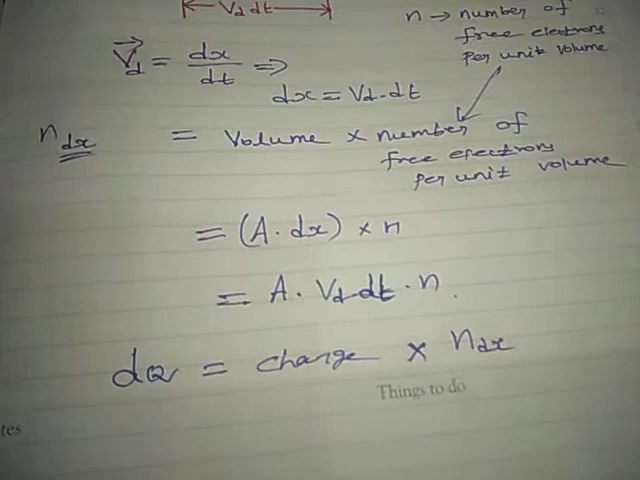 Vd dt
n → number of
free electrons
per unit volume
Vd = dx/dt ⇒
dx = Vd · dt
ndx = Volume × number of
free electrons
per unit volume
= (A · dx) × n
= A · Vd dt · n.
dQ = charge × ndx
Things to do
tes